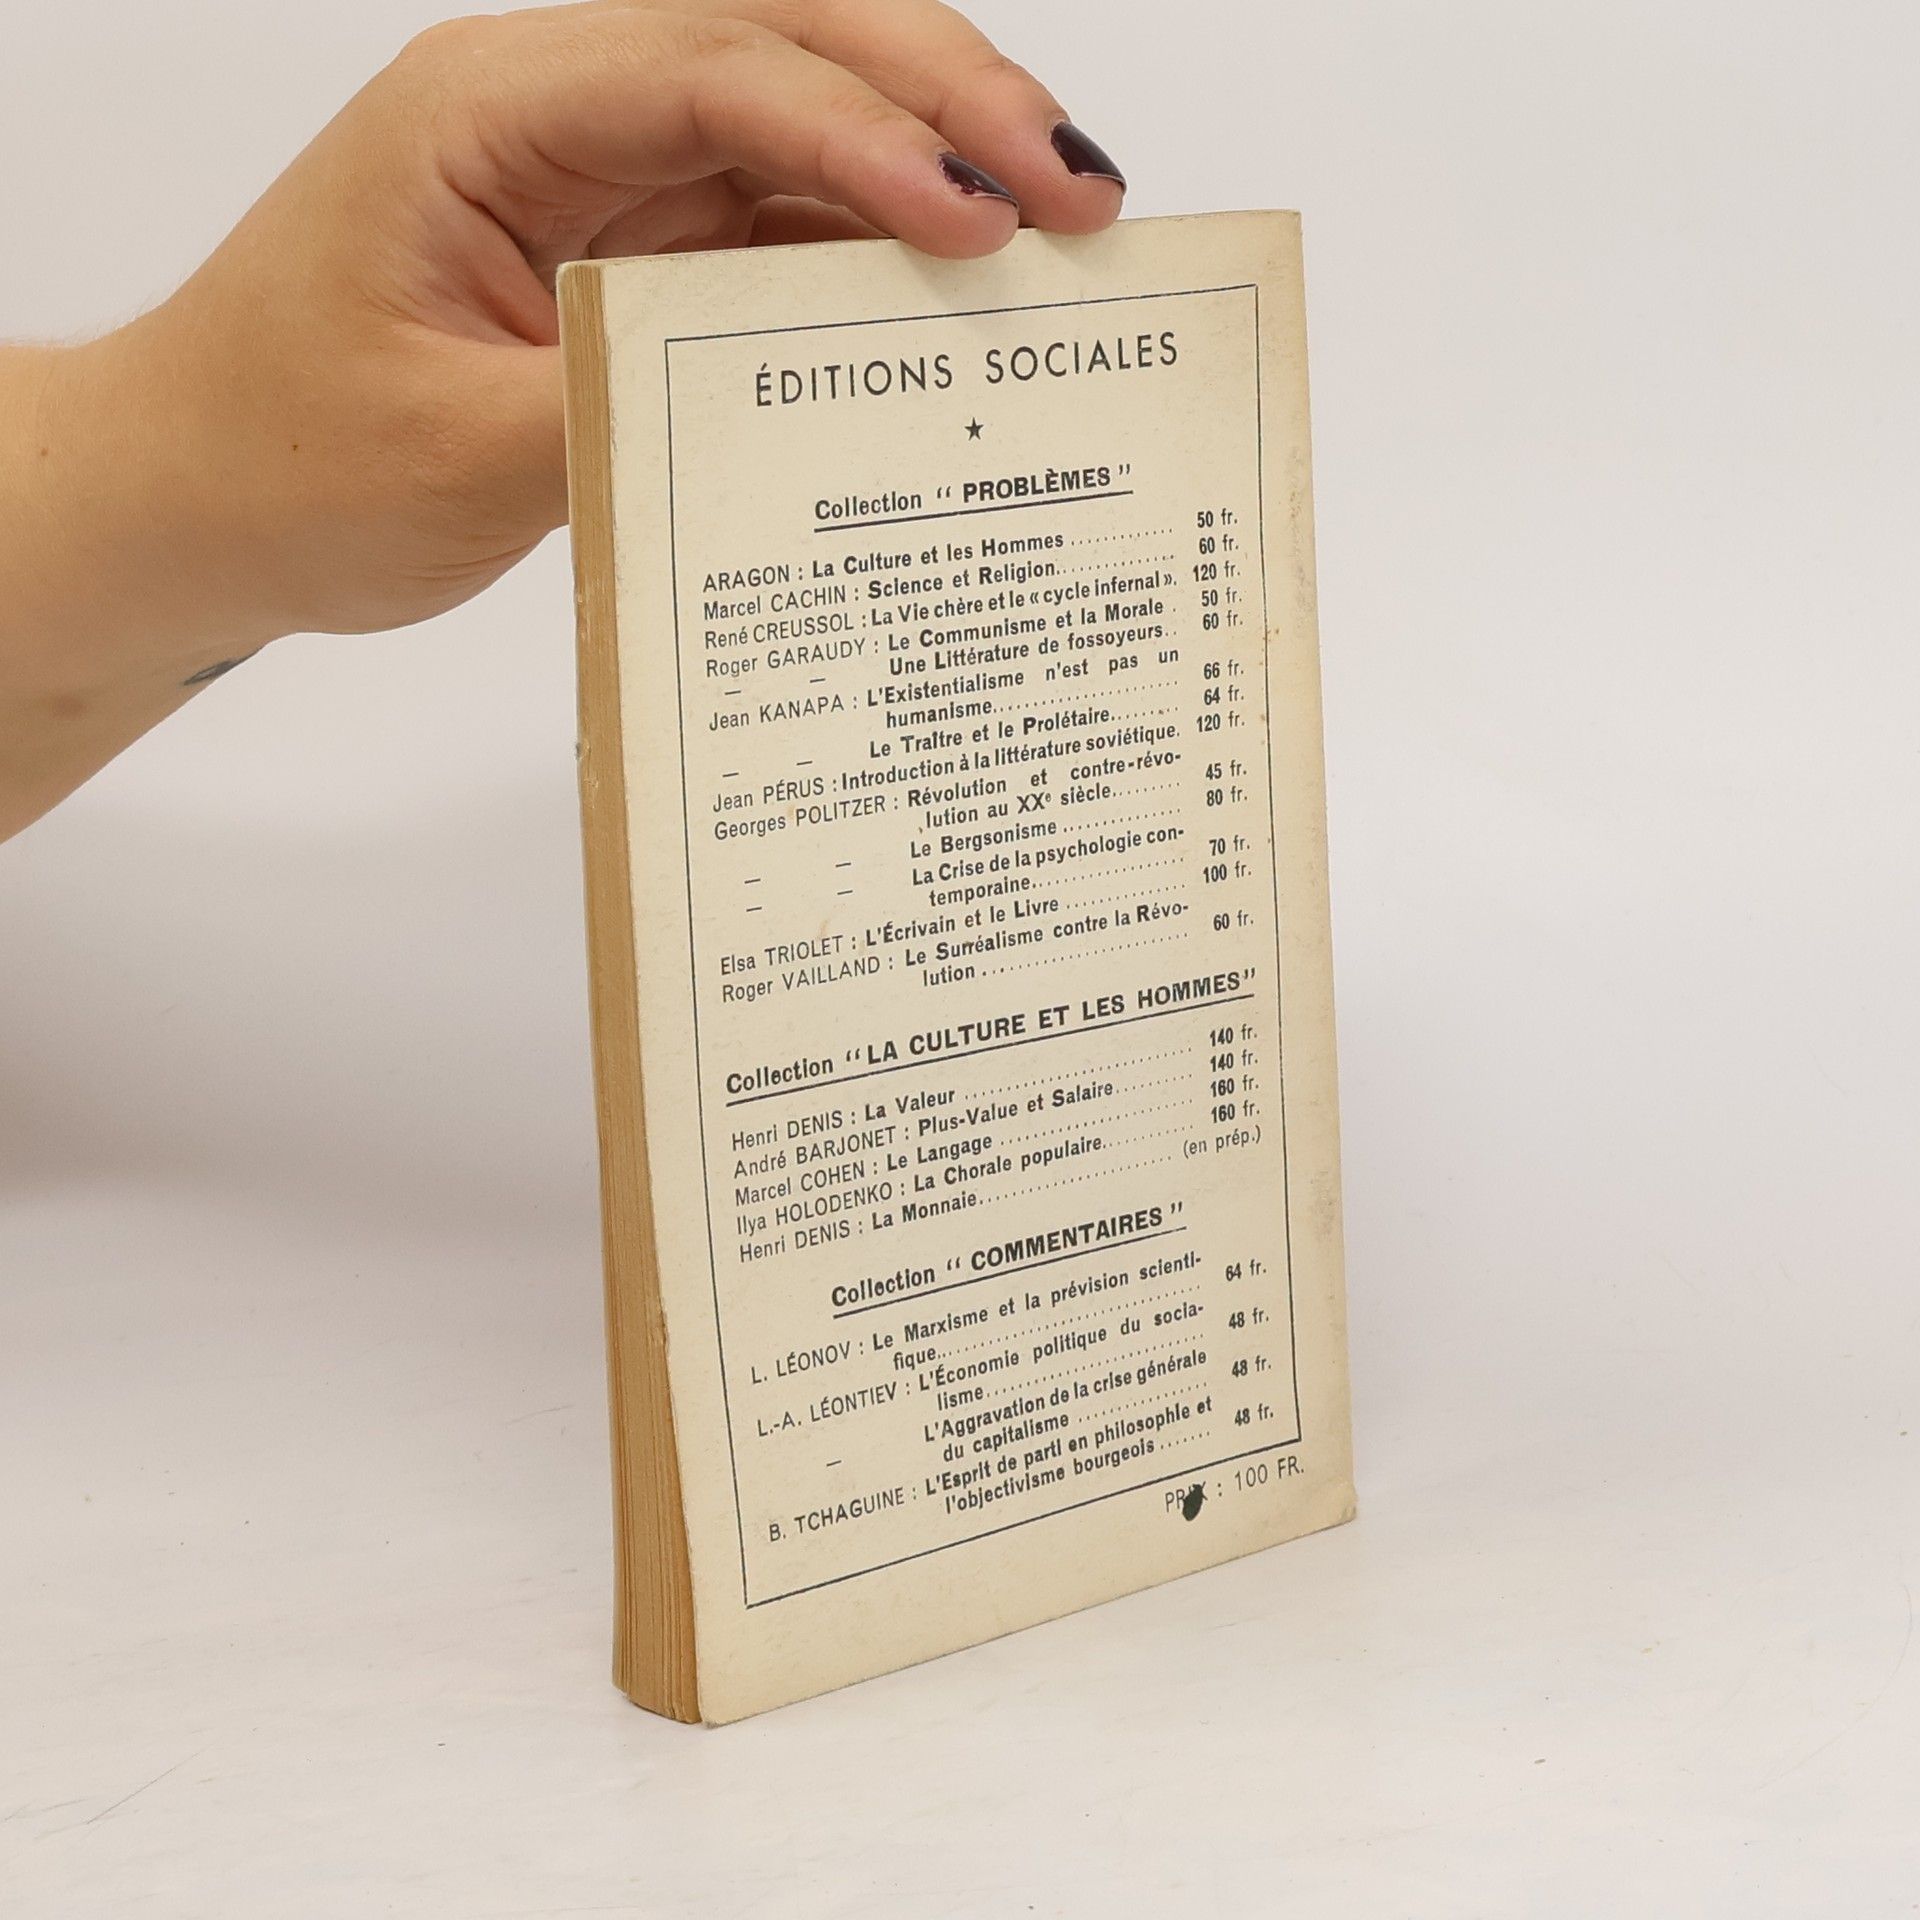 ÉDITIONS SOCIALES
★
Collection “ PROBLÈMES ”
ARAGON : La Culture et les Hommes ............. 50 fr.
Marcel CACHIN : Science et Religion.............. 60 fr.
René CREUSSOL : La Vie chère et le « cycle infernal ». 120 fr.
Roger GARAUDY : Le Communisme et la Morale . 50 fr.
— — Une Littérature de fossoyeurs.. 60 fr.
Jean KANAPA : L'Existentialisme n'est pas un
humanisme...................... 66 fr.
— — Le Traître et le Prolétaire......... 64 fr.
Jean PÉRUS : Introduction à la littérature soviétique. 120 fr.
Georges POLITZER : Révolution et contre-révo-
lution au XXe siècle......... 45 fr.
— — Le Bergsonisme ............... 80 fr.
— — La Crise de la psychologie con-
temporaine.................. 70 fr.
Elsa TRIOLET : L'Écrivain et le Livre ............... 100 fr.
Roger VAILLAND : Le Surréalisme contre la Révo-
lution ......................... 60 fr.
Collection “LA CULTURE ET LES HOMMES”
Henri DENIS : La Valeur ............................. 140 fr.
André BARJONET : Plus-Value et Salaire.......... 140 fr.
Marcel COHEN : Le Langage ........................ 160 fr.
Ilya HOLODENKO : La Chorale populaire............ 160 fr.
Henri DENIS : La Monnaie........................ (en prép.)
Collection “ COMMENTAIRES ”
L. LÉONOV : Le Marxisme et la prévision scienti-
fique................................ 64 fr.
L.-A. LÉONTIEV : L'Économie politique du socia-
lisme........................... 48 fr.
— L'Aggravation de la crise générale
du capitalisme ................ 48 fr.
B. TCHAGUINE : L'Esprit de parti en philosophie et
l'objectivisme bourgeois ....... 48 fr.
PRIX : 100 FR.